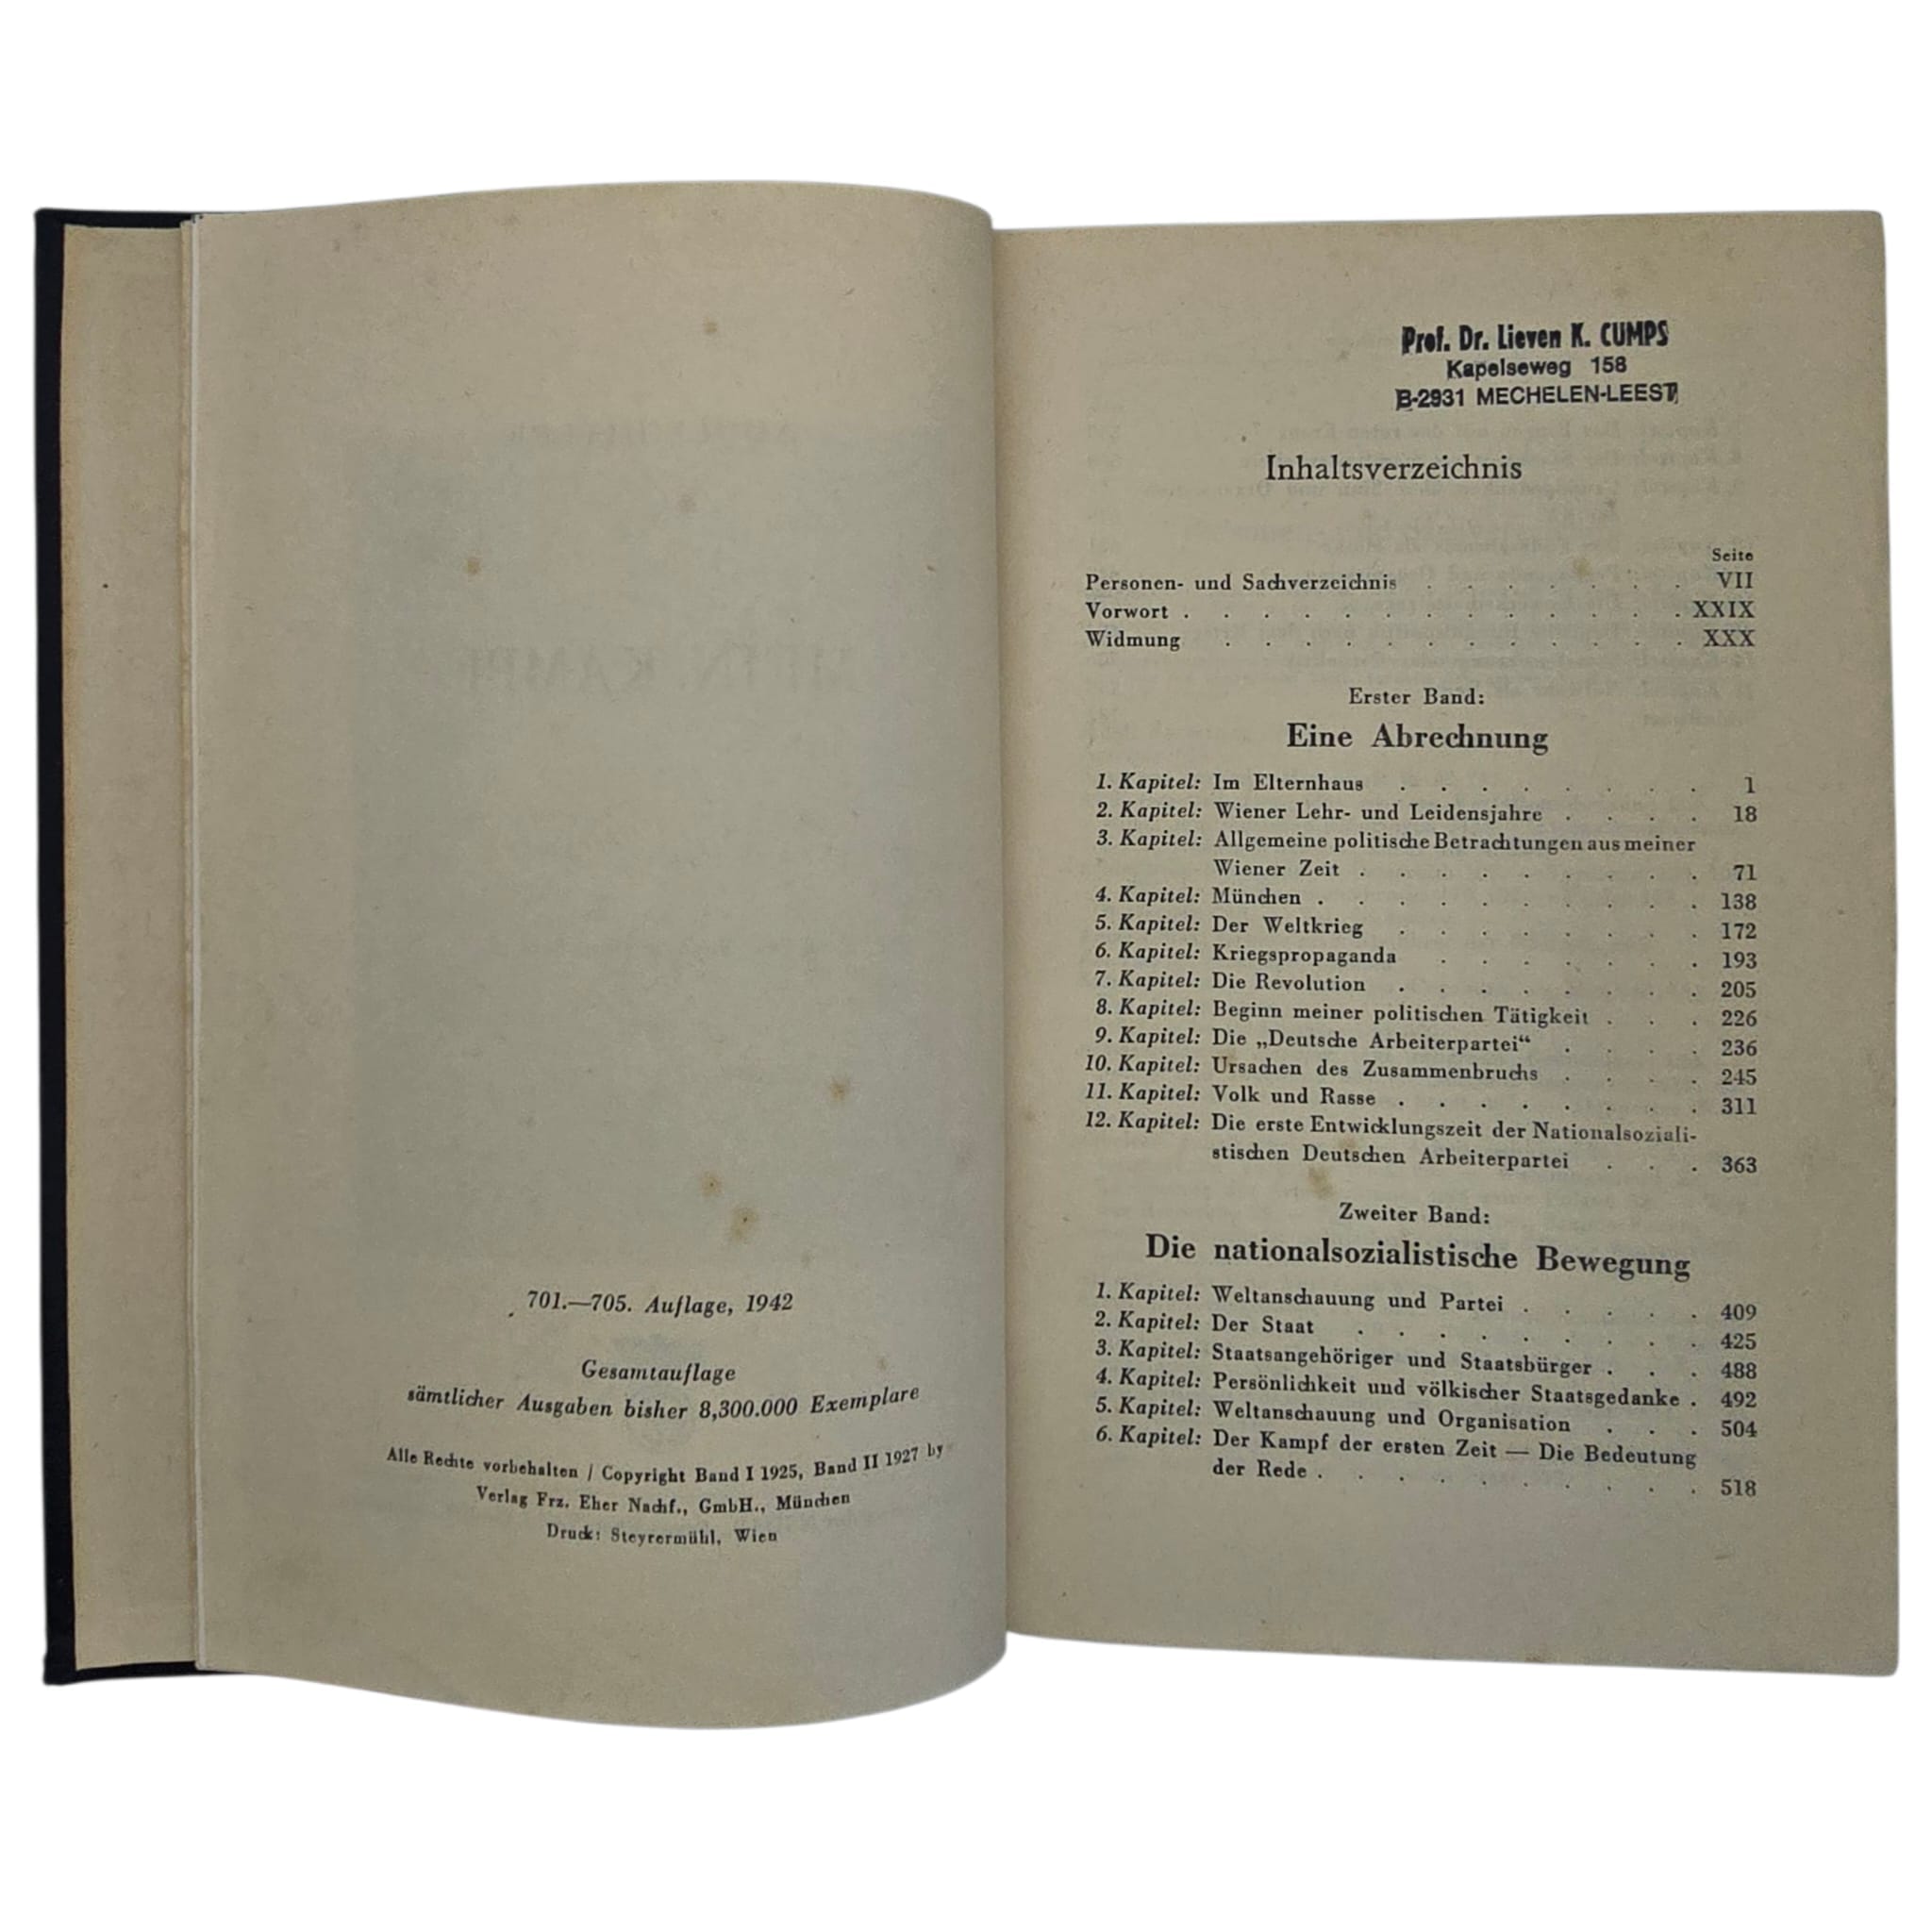 701.—705. Auflage, 1942
Gesamtauflage
sämtlicher Ausgaben bisher 8,300.000 Exemplare
Alle Rechte vorbehalten / Copyright Band I 1925, Band II 1927 by
Verlag Frz. Eher Nachf., GmbH., München
Druck: Steyrermühl, Wien
Prof. Dr. Lieven K. CUMPS
Kapelseweg 158
B-2931 MECHELEN-LEEST
Inhaltsverzeichnis
Seite
Personen- und Sachverzeichnis . . . . . . . VII
Vorwort . . . . . . . . . . . . . XXIX
Widmung . . . . . . . . . . . . XXX
Erster Band:
Eine Abrechnung
1. Kapitel: Im Elternhaus . . . . . . . . 1
2. Kapitel: Wiener Lehr- und Leidensjahre . . . . 18
3. Kapitel: Allgemeine politische Betrachtungen aus meiner
Wiener Zeit . . . . . . . . . 71
4. Kapitel: München . . . . . . . . . . 138
5. Kapitel: Der Weltkrieg . . . . . . . . 172
6. Kapitel: Kriegspropaganda . . . . . . . 193
7. Kapitel: Die Revolution . . . . . . . . 205
8. Kapitel: Beginn meiner politischen Tätigkeit . . . 226
9. Kapitel: Die „Deutsche Arbeiterpartei“ . . . . 236
10. Kapitel: Ursachen des Zusammenbruchs . . . . 245
11. Kapitel: Volk und Rasse . . . . . . . . 311
12. Kapitel: Die erste Entwicklungszeit der Nationalsoziali-
stischen Deutschen Arbeiterpartei . . . 363
Zweiter Band:
Die nationalsozialistische Bewegung
1. Kapitel: Weltanschauung und Partei . . . . . 409
2. Kapitel: Der Staat . . . . . . . . . 425
3. Kapitel: Staatsangehöriger und Staatsbürger . . . 488
4. Kapitel: Persönlichkeit und völkischer Staatsgedanke . 492
5. Kapitel: Weltanschauung und Organisation . . . 504
6. Kapitel: Der Kampf der ersten Zeit — Die Bedeutung
der Rede . . . . . . . . . . 518